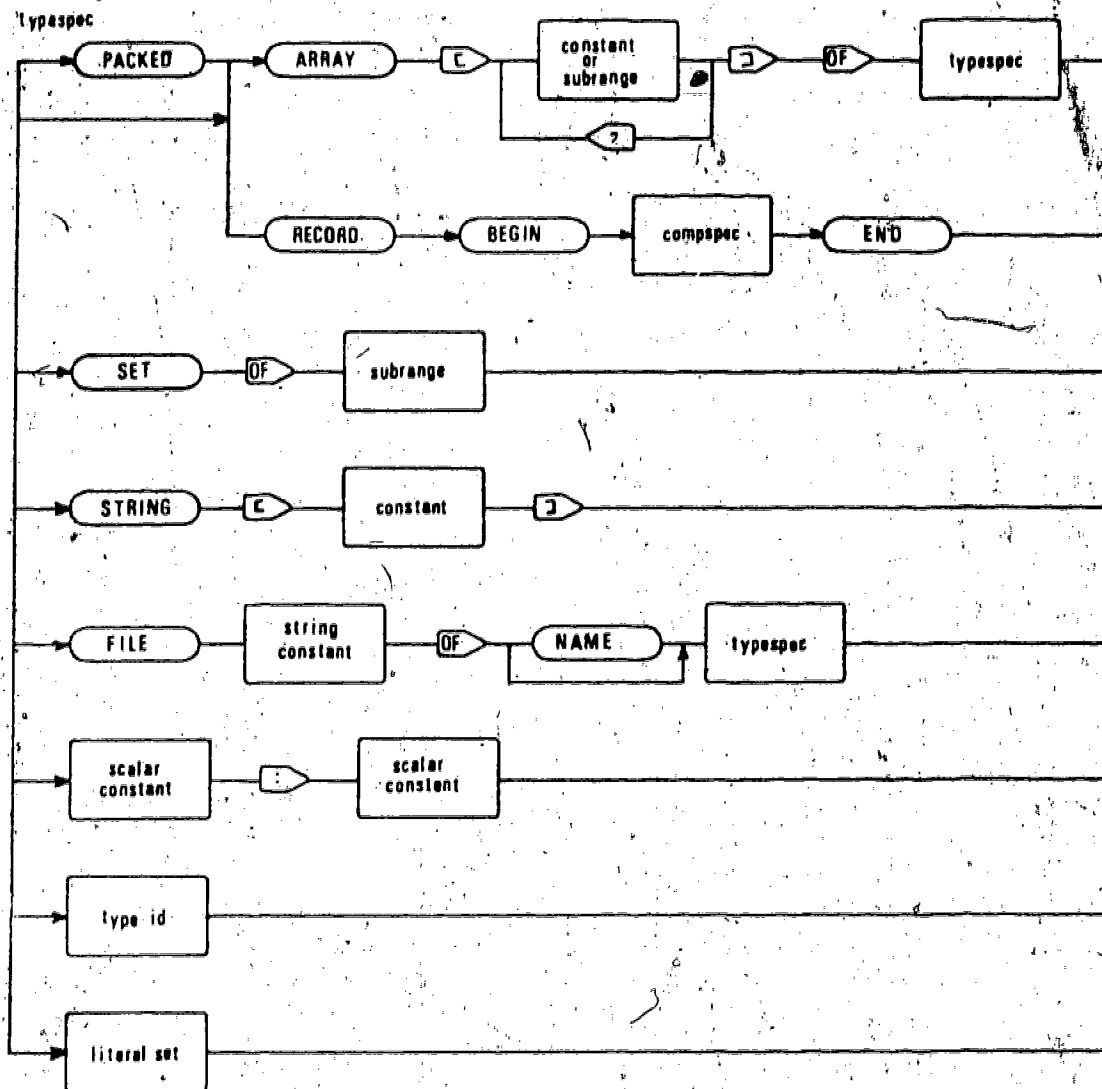 typespec
PACKED ARRAY [ constant or subrange ] OF typespec
,
RECORD BEGIN compspec END
SET OF subrange
STRING [ constant ]
FILE string constant OF NAME typespec
scalar constant : scalar constant
type id
literal set